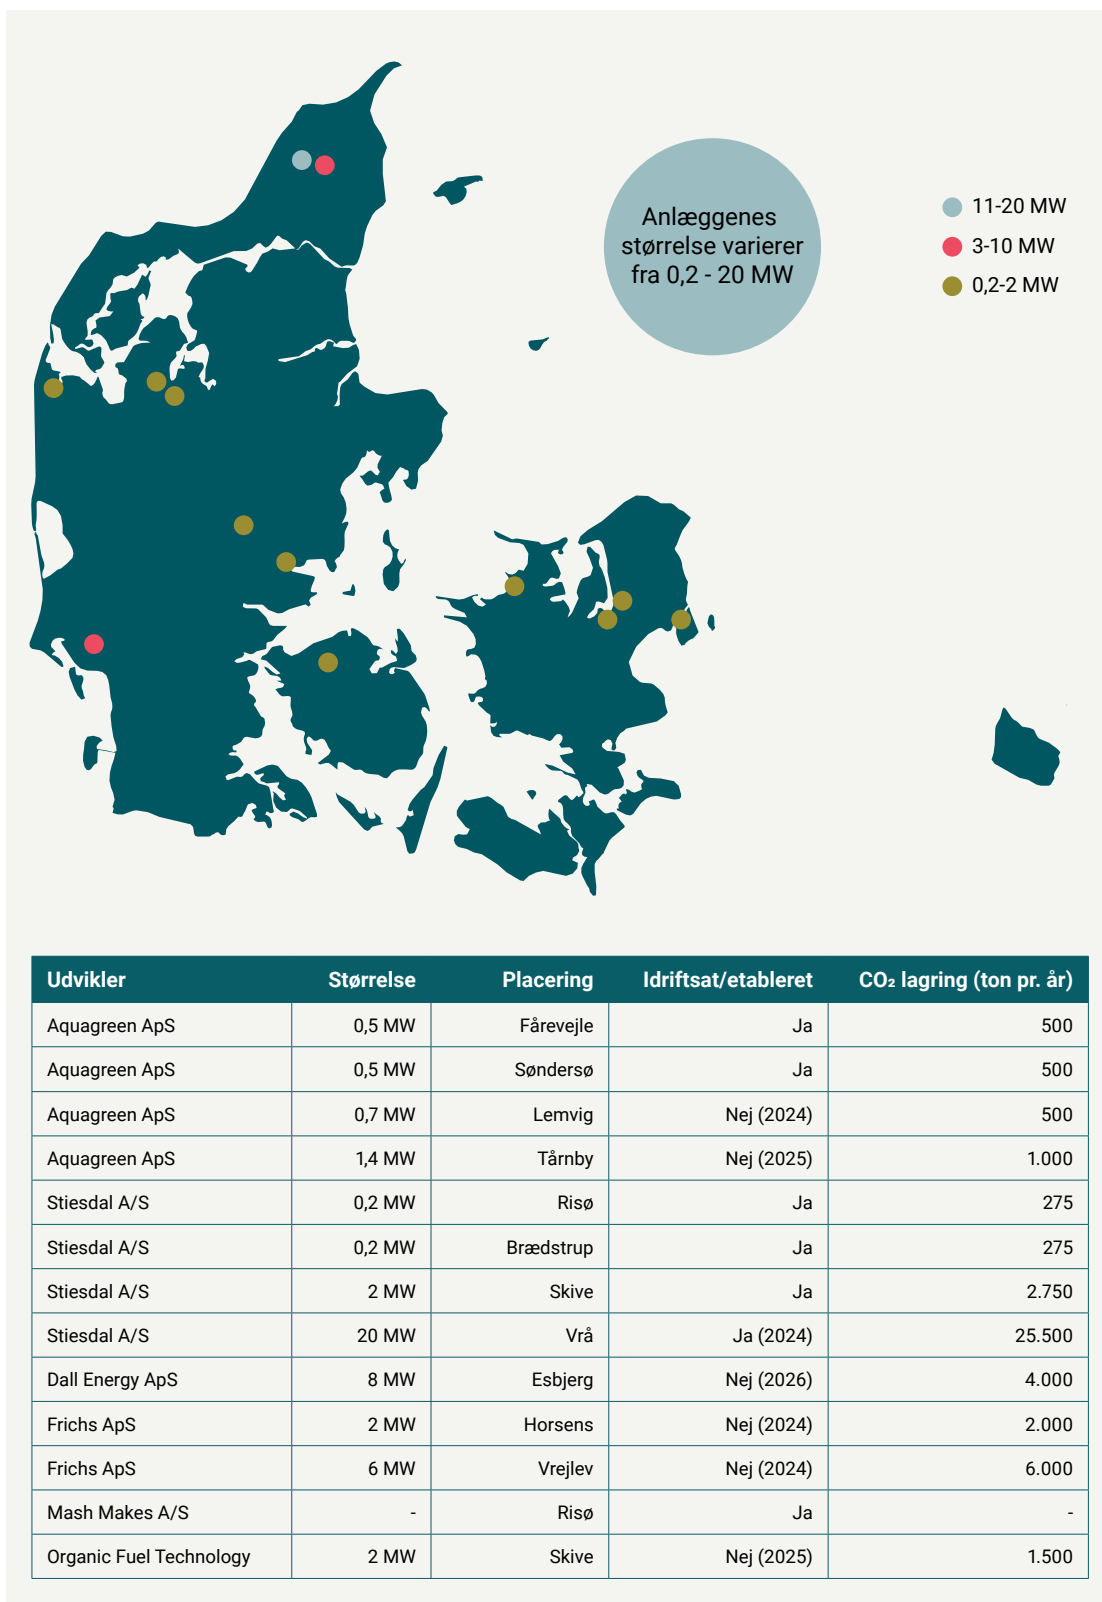 Anlæggenes
størrelse varierer
fra 0,2 - 20 MW
11-20 MW
3-10 MW
0,2-2 MW
Udvikler Størrelse Placering Idriftsat/etableret CO₂ lagring (ton pr. år)
Aquagreen ApS 0,5 MW Fårevejle Ja 500
Aquagreen ApS 0,5 MW Søndersø Ja 500
Aquagreen ApS 0,7 MW Lemvig Nej (2024) 500
Aquagreen ApS 1,4 MW Tårnby Nej (2025) 1.000
Stiesdal A/S 0,2 MW Risø Ja 275
Stiesdal A/S 0,2 MW Brædstrup Ja 275
Stiesdal A/S 2 MW Skive Ja 2.750
Stiesdal A/S 20 MW Vrå Ja (2024) 25.500
Dall Energy ApS 8 MW Esbjerg Nej (2026) 4.000
Frichs ApS 2 MW Horsens Nej (2024) 2.000
Frichs ApS 6 MW Vrejlev Nej (2024) 6.000
Mash Makes A/S - Risø Ja -
Organic Fuel Technology 2 MW Skive Nej (2025) 1.500